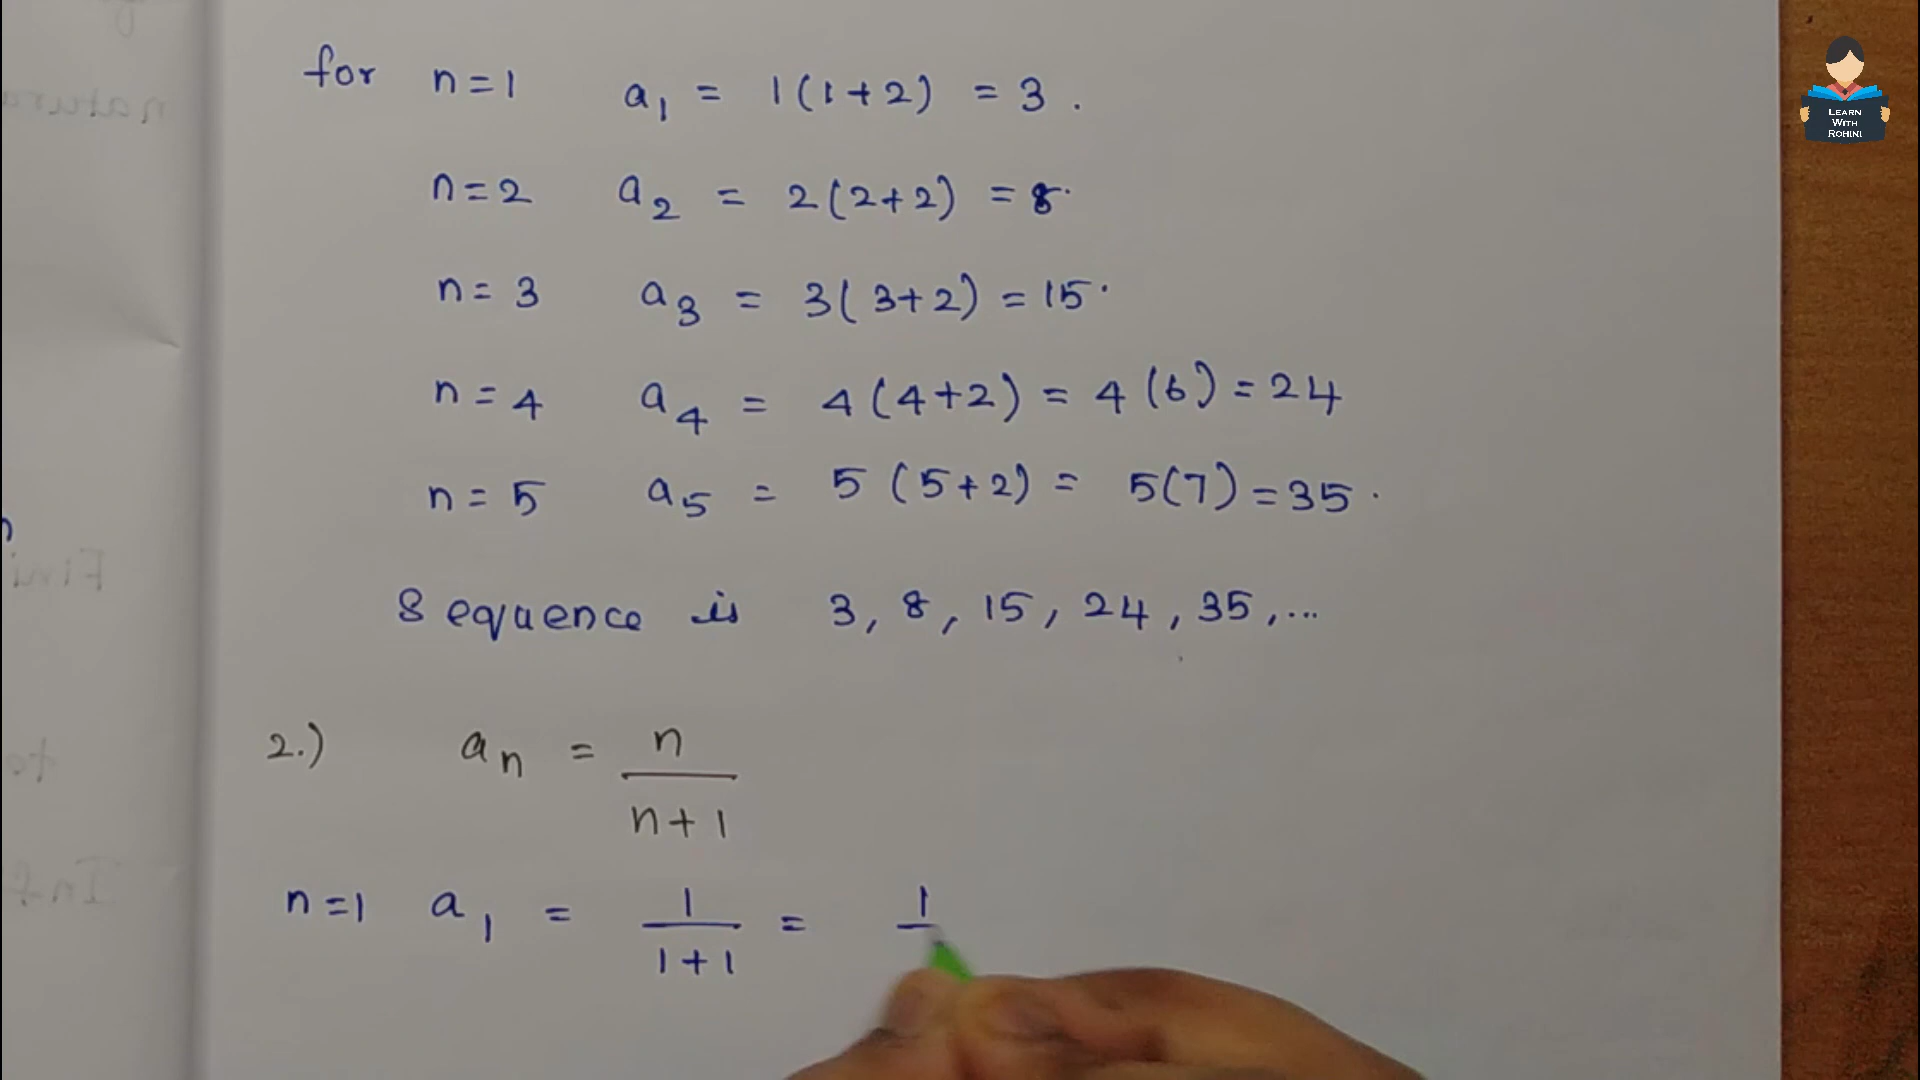 for n=1 a₁ = 1(1+2) = 3.
n=2 a₂ = 2(2+2) = 8.
n=3 a₃ = 3(3+2) = 15.
n=4 a₄ = 4(4+2) = 4(6) = 24
n=5 a₅ = 5(5+2) = 5(7) = 35.
Sequence is 3, 8, 15, 24, 35, ...
2.) aₙ = n/(n+1)
n=1 a₁ = 1/(1+1) = 1/
LEARN
WITH
ROHINI